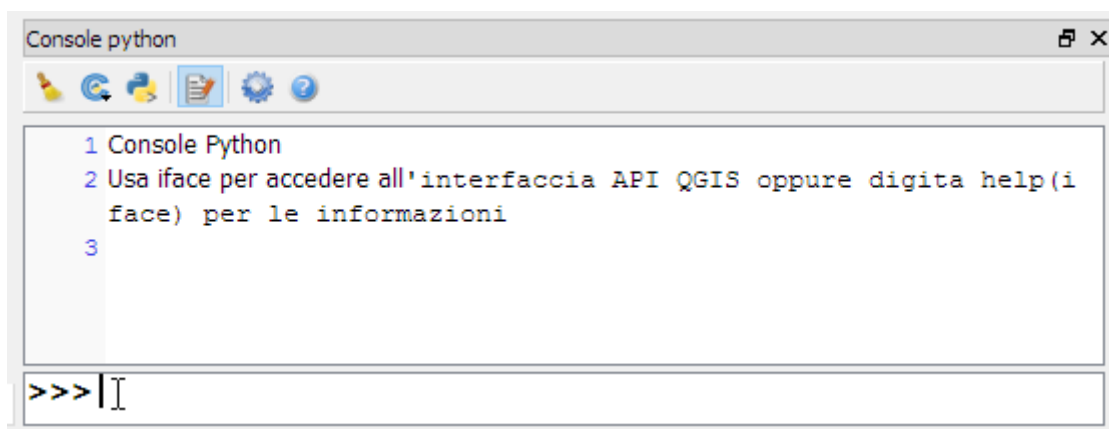 Console python
1 Console Python
2 Usa iface per accedere all'interfaccia API QGIS oppure digita help(i
face) per le informazioni
3
>>>